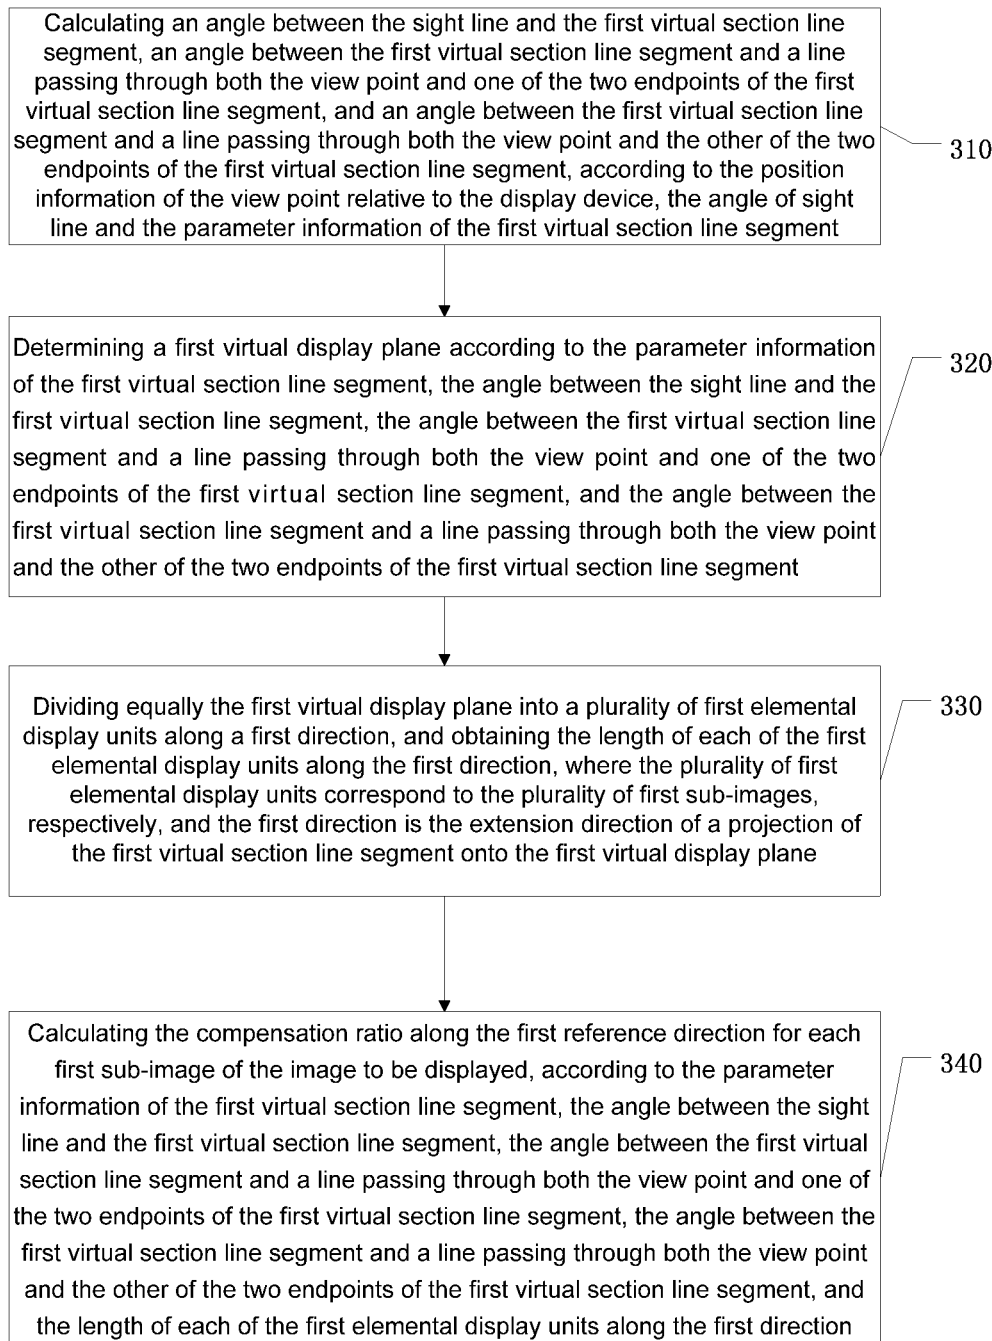 Calculating an angle between the sight line and the first virtual section line
segment, an angle between the first virtual section line segment and a line
passing through both the view point and one of the two endpoints of the first
virtual section line segment, and an angle between the first virtual section line
segment and a line passing through both the view point and the other of the two
endpoints of the first virtual section line segment, according to the position
information of the view point relative to the display device, the angle of sight
line and the parameter information of the first virtual section line segment
310
Determining a first virtual display plane according to the parameter information
of the first virtual section line segment, the angle between the sight line and the
first virtual section line segment, the angle between the first virtual section line
segment and a line passing through both the view point and one of the two
endpoints of the first virtual section line segment, and the angle between the
first virtual section line segment and a line passing through both the view point
and the other of the two endpoints of the first virtual section line segment
320
Dividing equally the first virtual display plane into a plurality of first elemental
display units along a first direction, and obtaining the length of each of the first
elemental display units along the first direction, where the plurality of first
elemental display units correspond to the plurality of first sub-images,
respectively, and the first direction is the extension direction of a projection of
the first virtual section line segment onto the first virtual display plane
330
Calculating the compensation ratio along the first reference direction for each
first sub-image of the image to be displayed, according to the parameter
information of the first virtual section line segment, the angle between the sight
line and the first virtual section line segment, the angle between the first virtual
section line segment and a line passing through both the view point and one of
the two endpoints of the first virtual section line segment, the angle between the
first virtual section line segment and a line passing through both the view point
and the other of the two endpoints of the first virtual section line segment, and
the length of each of the first elemental display units along the first direction
340